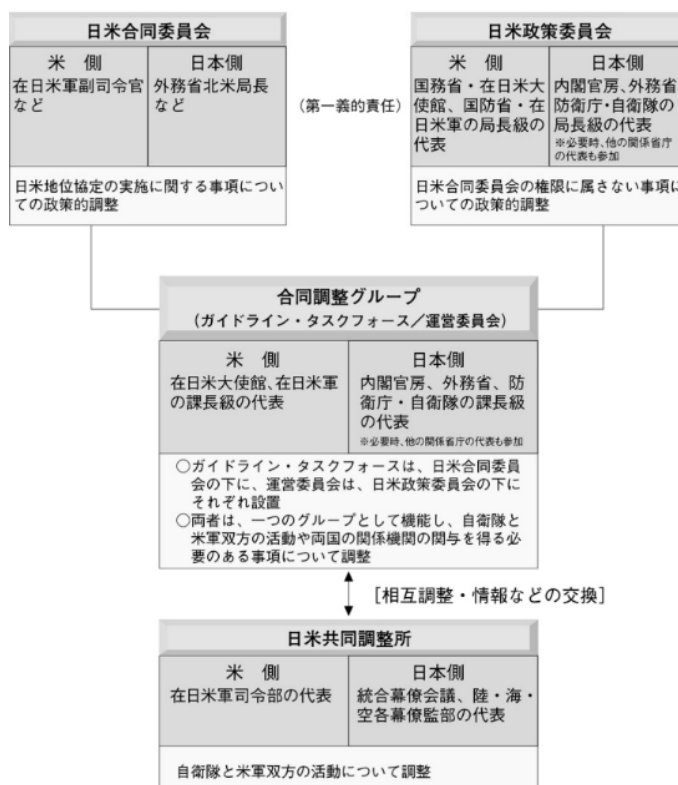 日米合同委員会
米 側
在日米軍副司令官
など
日本側
外務省北米局長
など
日米地位協定の実施に関する事項につい
ての政策的調整
(第一義的責任)
日米政策委員会
米 側
国務省・在日米大
使館、国防省・在
日米軍の局長級の
代表
日本側
内閣官房、外務省
防衛庁・自衛隊の
局長級の代表
※必要時、他の関係省庁
の代表も参加
日米合同委員会の権限に属さない事項に
ついての政策的調整
合同調整グループ
(ガイドライン・タスクフォース/運営委員会)
米 側
在日米大使館、在日米軍
の課長級の代表
日本側
内閣官房、外務省、防
衛庁・自衛隊の課長級
の代表
※必要時、他の関係省庁の代表も参加
○ガイドライン・タスクフォースは、日米合同委員
会の下に、運営委員会は、日米政策委員会の下に
それぞれ設置
○両者は、一つのグループとして機能し、自衛隊と
米軍双方の活動や両国の関係機関の関与を得る必
要のある事項について調整
[相互調整・情報などの交換]
日米共同調整所
米 側
在日米軍司令部の代表
日本側
統合幕僚会議、陸・海・
空各幕僚監部の代表
自衛隊と米軍双方の活動について調整